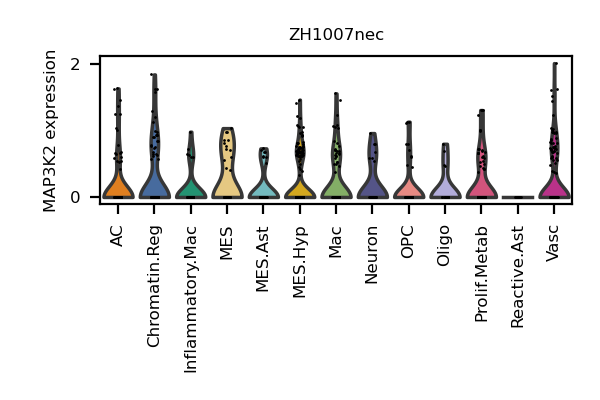 ZH1007nec
MAP3K2 expression
2
0
AC
Chromatin.Reg
Inflammatory.Mac
MES
MES.Ast
MES.Hyp
Mac
Neuron
OPC
Oligo
Prolif.Metab
Reactive.Ast
Vasc